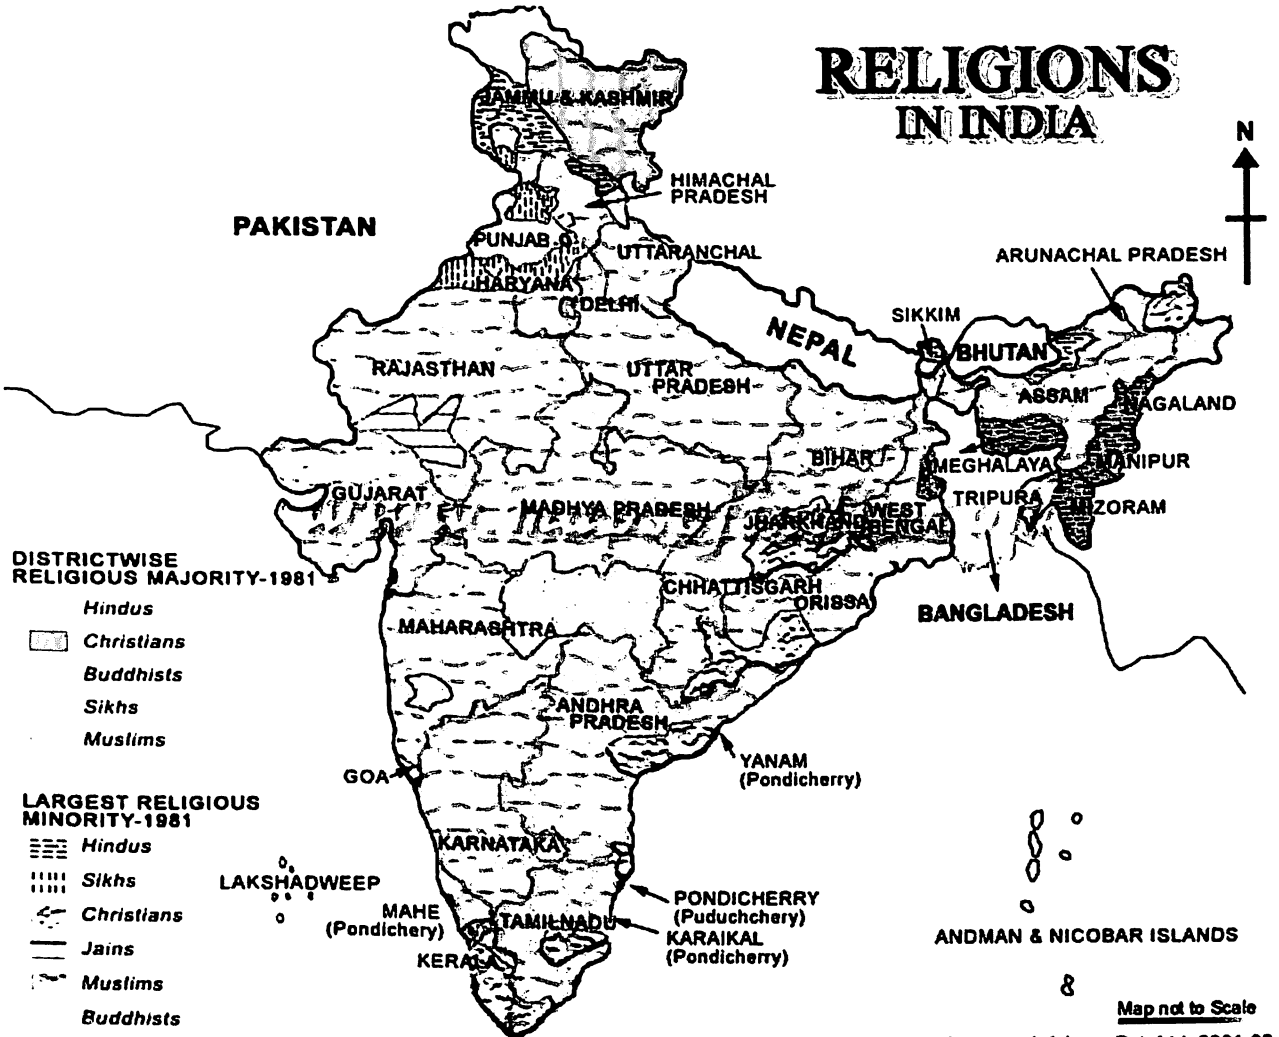 RELIGIONS
IN INDIA
N
JAMMU & KASHMIR
HIMACHAL
PRADESH
PAKISTAN
PUNJAB
UTTARANCHAL
ARUNACHAL PRADESH
HARYANA
DELHI
SIKKIM
NEPAL
BHUTAN
RAJASTHAN
UTTAR
PRADESH
ASSAM
NAGALAND
BIHAR
MEGHALAYA
MANIPUR
GUJARAT
MADHYA PRADESH
JHARKHAND
WEST
BENGAL
TRIPURA
MIZORAM
CHHATTISGARH
ORISSA
BANGLADESH
MAHARASHTRA
ANDHRA
PRADESH
YANAM
(Pondicherry)
GOA
KARNATAKA
LAKSHADWEEP
MAHE
(Pondichery)
TAMILNADU
KERALA
PONDICHERRY
(Puduchchery)
KARAIKAL
(Pondicherry)
ANDMAN & NICOBAR ISLANDS
DISTRICTWISE
RELIGIOUS MAJORITY-1981
Hindus
Christians
Buddhists
Sikhs
Muslims
LARGEST RELIGIOUS
MINORITY-1981
Hindus
Sikhs
Christians
Jains
Muslims
Buddhists
Map not to Scale